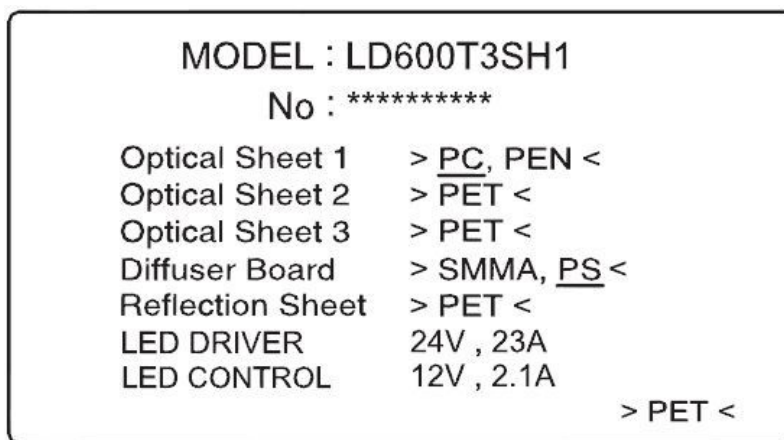 MODEL : LD600T3SH1
No : **********
Optical Sheet 1 > PC, PEN <
Optical Sheet 2 > PET <
Optical Sheet 3 > PET <
Diffuser Board > SMMA, PS <
Reflection Sheet > PET <
LED DRIVER 24V , 23A
LED CONTROL 12V , 2.1A
> PET <